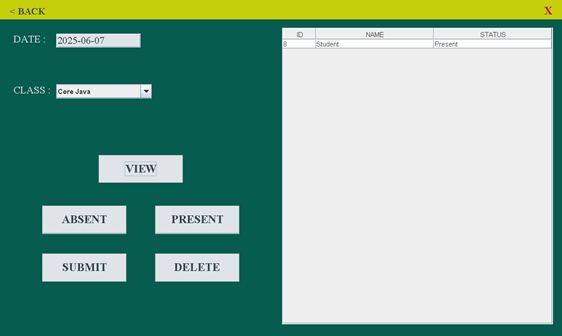 < BACK
X
DATE :
2025-06-07
CLASS :
Core Java
VIEW
ABSENT
PRESENT
SUBMIT
DELETE
ID NAME STATUS
8 Student Present